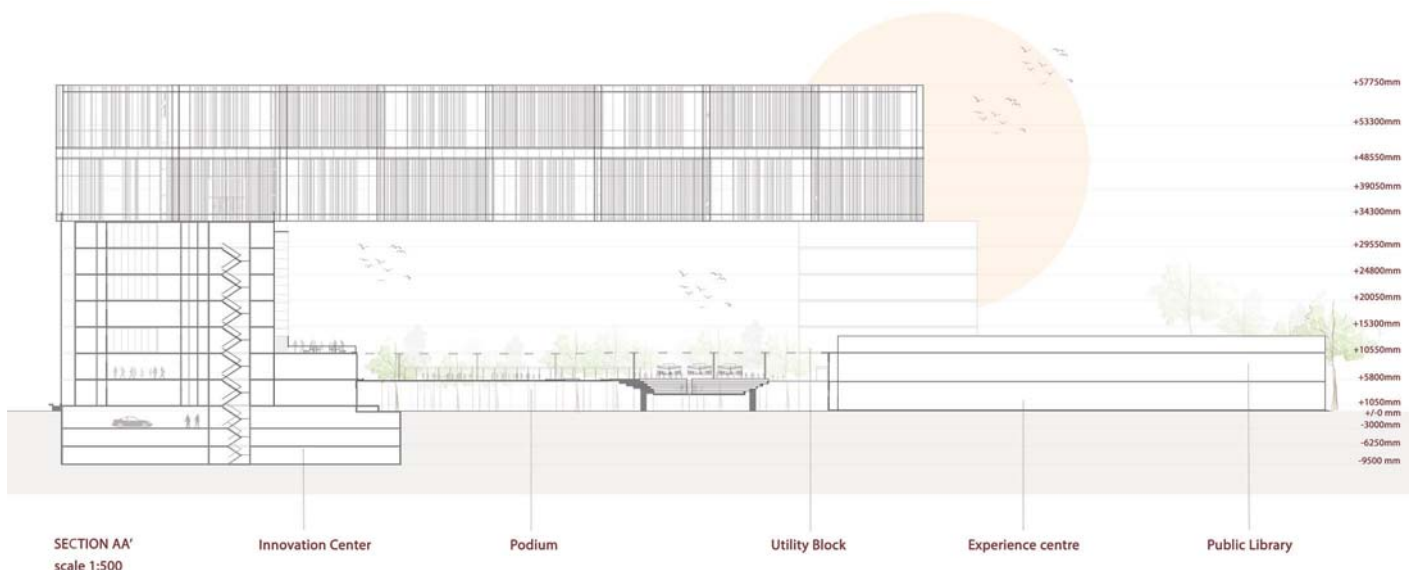 +57750mm
+53300mm
+48550mm
+39050mm
+34300mm
+29550mm
+24800mm
+20050mm
+15300mm
+10550mm
+5800mm
+1050mm
+/-0 mm
-3000mm
-6250mm
-9500 mm
SECTION AA'
scale 1:500
Innovation Center
Podium
Utility Block
Experience centre
Public Library